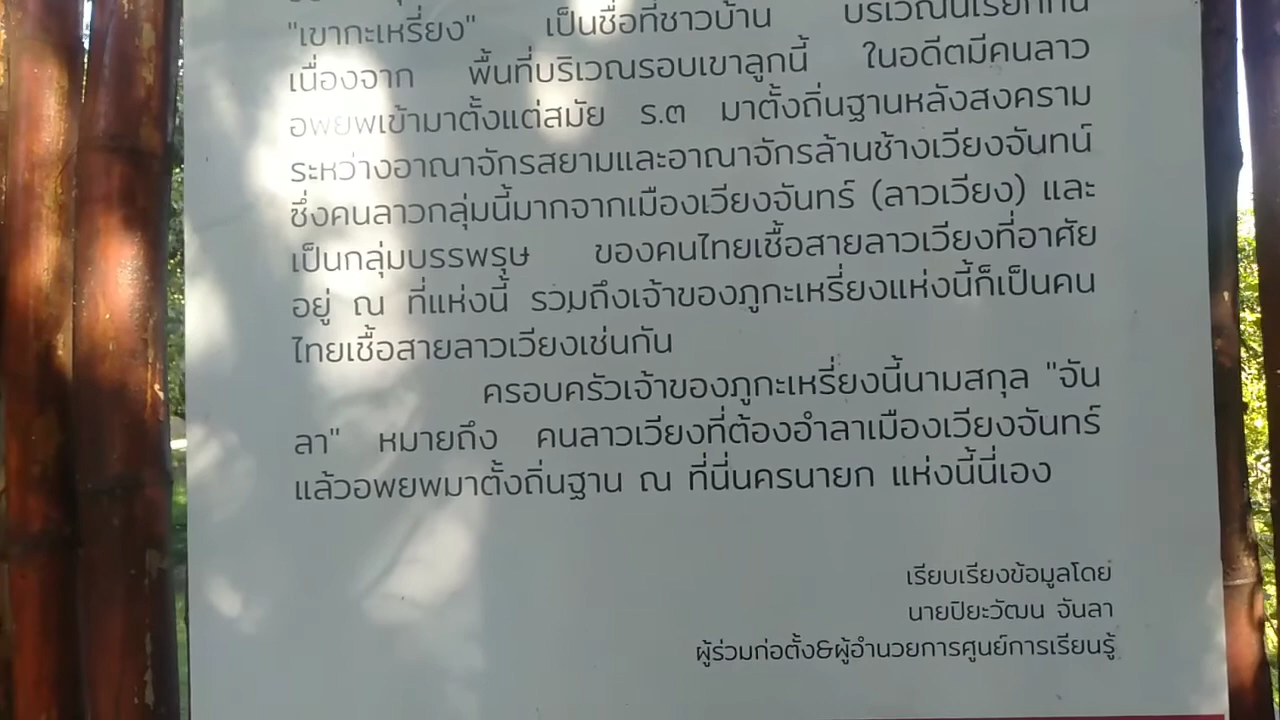 "เขากะเหรี่ยง" เป็นชื่อที่ชาวบ้าน บริเวณนี้เรียกกัน
เนื่องจาก พื้นที่บริเวณรอบเขาลูกนี้ ในอดีตมีคนลาว
อพยพเข้ามาตั้งแต่สมัย ร.๓ มาตั้งถิ่นฐานหลังสงคราม
ระหว่างอาณาจักรสยามและอาณาจักรล้านช้างเวียงจันทน์
ซึ่งคนลาวกลุ่มนี้มากจากเมืองเวียงจันทร์ (ลาวเวียง) และ
เป็นกลุ่มบรรพรุษ ของคนไทยเชื้อสายลาวเวียงที่อาศัย
อยู่ ณ ที่แห่งนี้ รวมถึงเจ้าของภูกะเหรี่ยงแห่งนี้ก็เป็นคน
ไทยเชื้อสายลาวเวียงเช่นกัน
ครอบครัวเจ้าของภูกะเหรี่ยงนี้นามสกุล "จัน
ลา" หมายถึง คนลาวเวียงที่ต้องอำลาเมืองเวียงจันทร์
แล้วอพยพมาตั้งถิ่นฐาน ณ ที่นี่นครนายก แห่งนี้นี่เอง
เรียบเรียงข้อมูลโดย
นายปิยะวัฒน จันลา
ผู้ร่วมก่อตั้ง&ผู้อำนวยการศูนย์การเรียนรู้